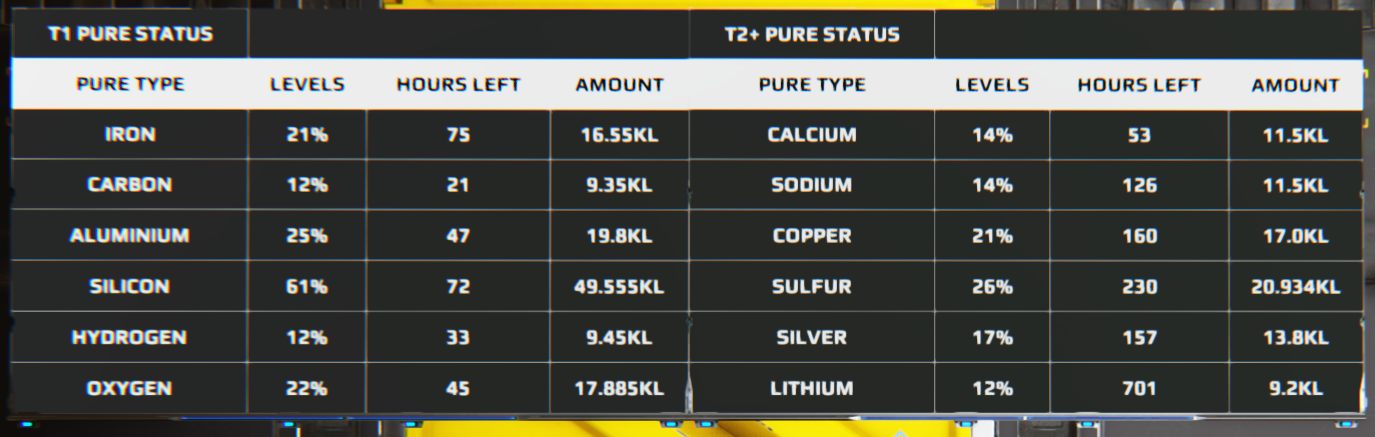 T1 PURE STATUS T2+ PURE STATUS
PURE TYPE LEVELS HOURS LEFT AMOUNT PURE TYPE LEVELS HOURS LEFT AMOUNT
IRON 21% 75 16.55KL CALCIUM 14% 53 11.5KL
CARBON 12% 21 9.35KL SODIUM 14% 126 11.5KL
ALUMINIUM 25% 47 19.8KL COPPER 21% 160 17.0KL
SILICON 61% 72 49.555KL SULFUR 26% 230 20.934KL
HYDROGEN 12% 33 9.45KL SILVER 17% 157 13.8KL
OXYGEN 22% 45 17.885KL LITHIUM 12% 701 9.2KL